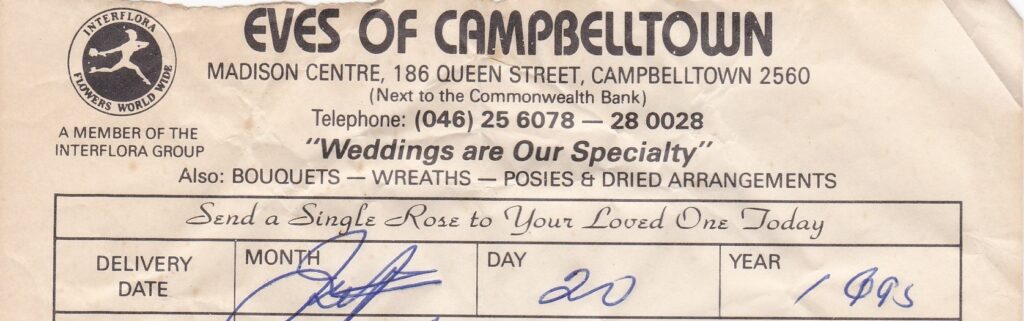 INTERFLORA
FLOWERS WORLD WIDE
A MEMBER OF THE
INTERFLORA GROUP
EVES OF CAMPBELLTOWN
MADISON CENTRE, 186 QUEEN STREET, CAMPBELLTOWN 2560
(Next to the Commonwealth Bank)
Telephone: (046) 25 6078 — 28 0028
"Weddings are Our Specialty"
Also: BOUQUETS — WREATHS — POSIES & DRIED ARRANGEMENTS
Send a Single Rose to Your Loved One Today
DELIVERY
DATE
MONTH
DAY 20
YEAR